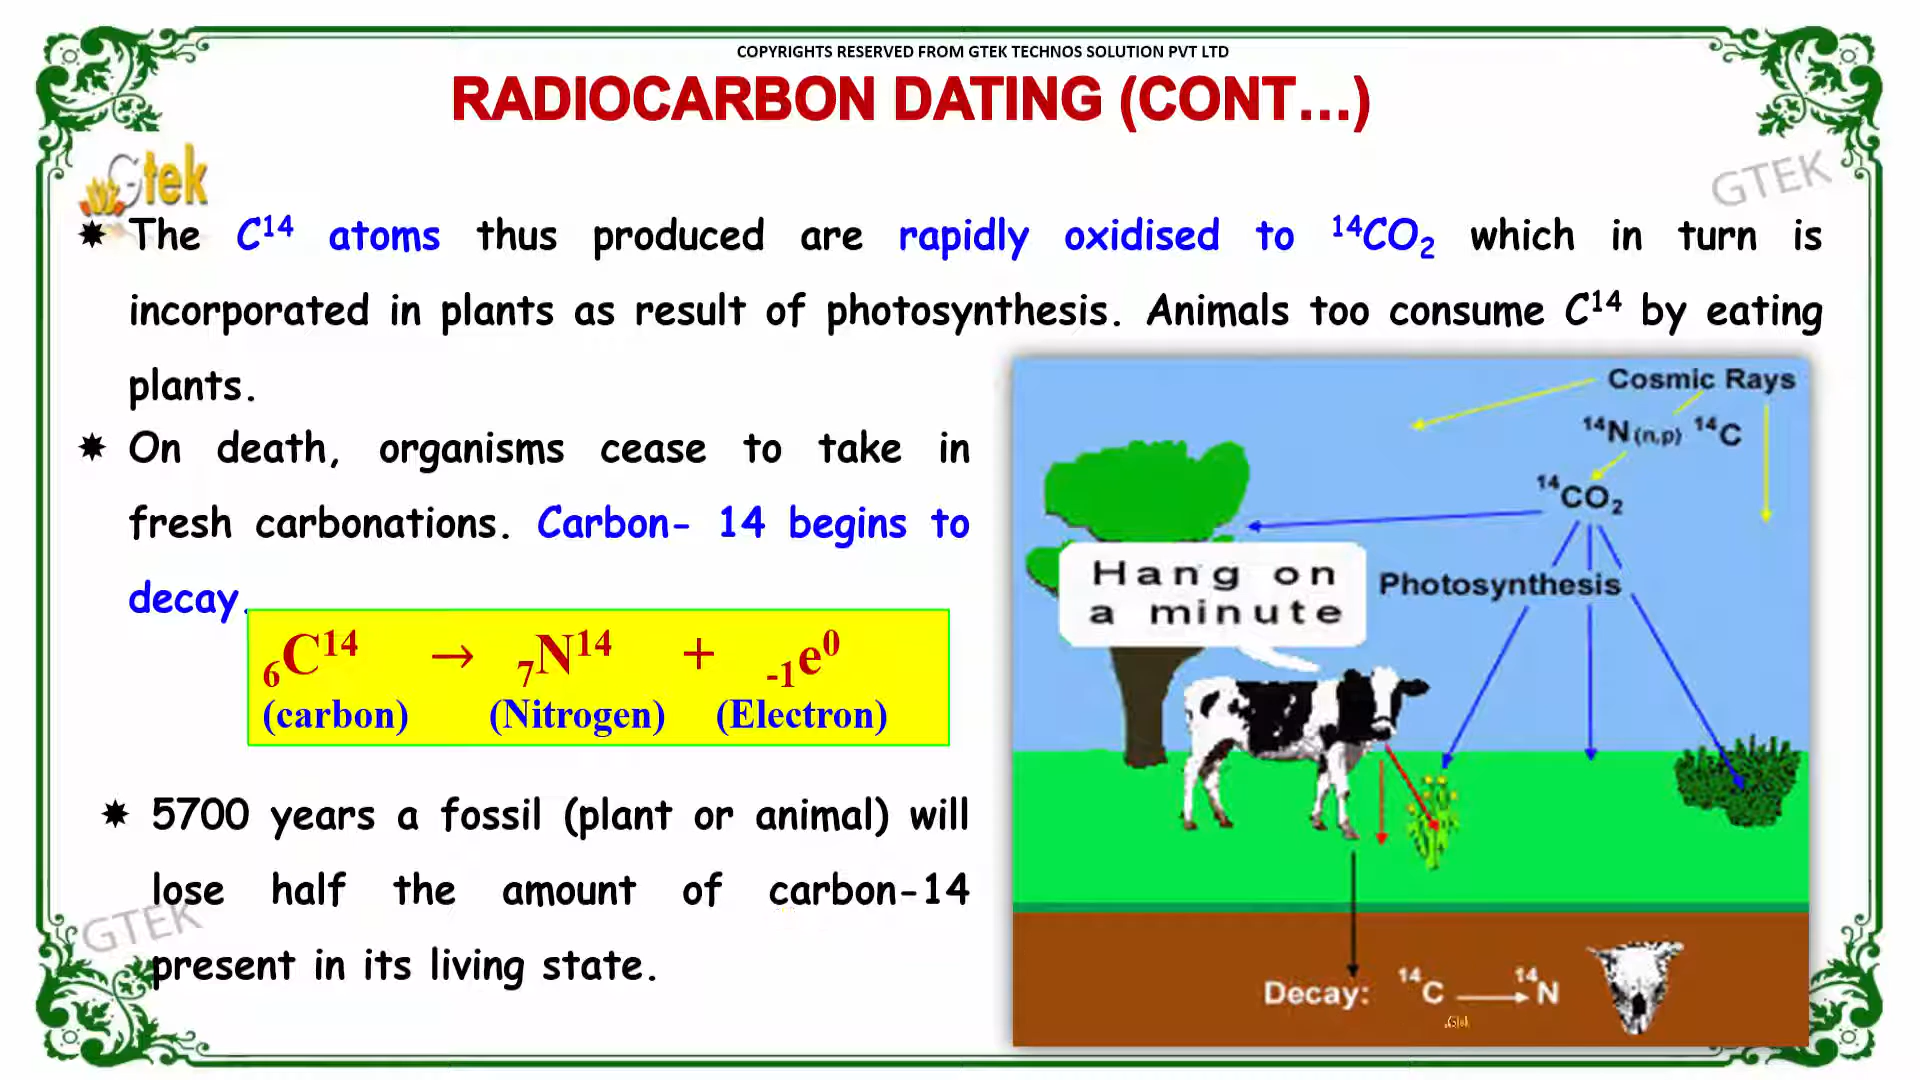 COPYRIGHTS RESERVED FROM GTEK TECHNOS SOLUTION PVT LTD
RADIOCARBON DATING (CONT...)
Gtek
GTEK
✸ The C¹⁴ atoms thus produced are rapidly oxidised to ¹⁴CO₂ which in turn is
incorporated in plants as result of photosynthesis. Animals too consume C¹⁴ by eating
plants.
✸ On death, organisms cease to take in
fresh carbonations. Carbon- 14 begins to
decay.
₆C¹⁴ → ₇N¹⁴ + ₋₁e⁰
(carbon) (Nitrogen) (Electron)
✸ 5700 years a fossil (plant or animal) will
lose half the amount of carbon-14
present in its living state.
GTEK
Cosmic Rays
¹⁴N (n,p) ¹⁴C
¹⁴CO₂
Photosynthesis
Hang on
a minute
Decay: ¹⁴C → ¹⁴N
.Gtek